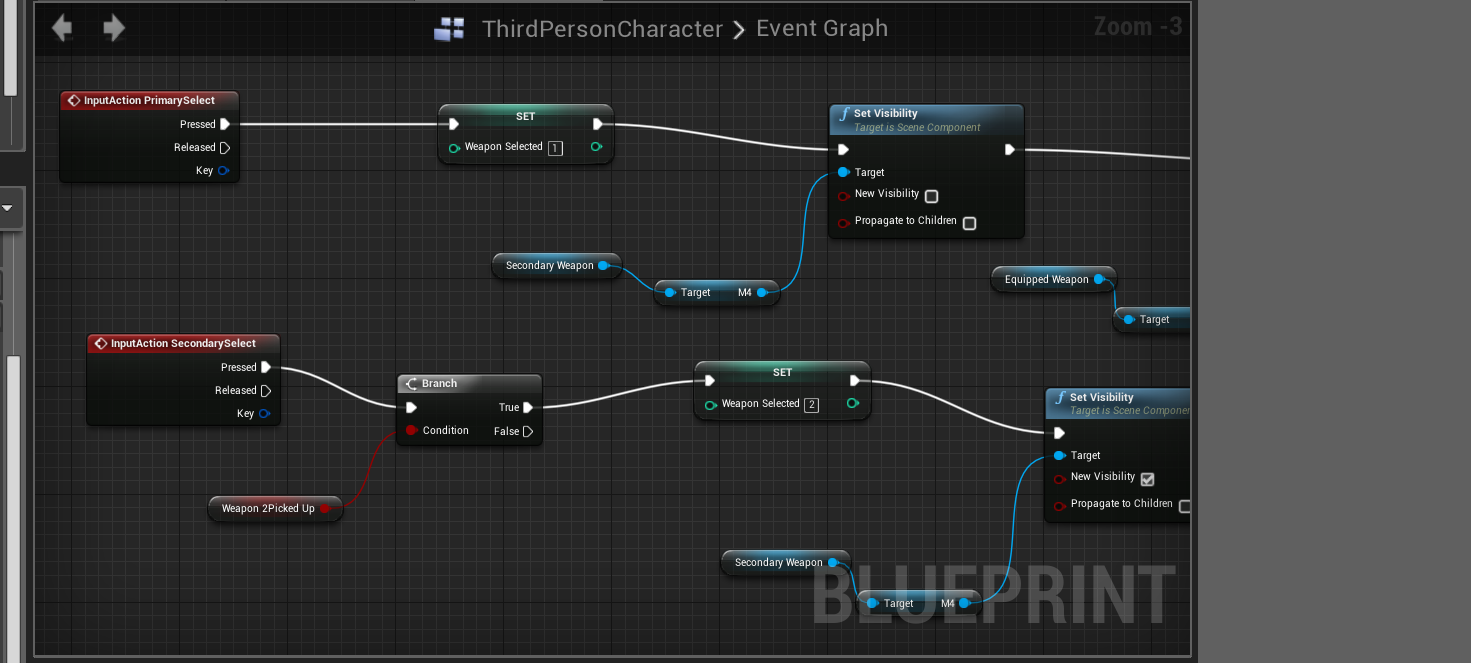 ThirdPersonCharacter > Event Graph
Zoom -3
InputAction PrimarySelect
Pressed
Released
Key
SET
Weapon Selected 1
Set Visibility
Target is Scene Component
Target
New Visibility
Propagate to Children
Secondary Weapon
Target M4
Equipped Weapon
Target
InputAction SecondarySelect
Pressed
Released
Key
Branch
True
Condition False
Weapon 2Picked Up
SET
Weapon Selected 2
Set Visibility
Target is Scene Componen
Target
New Visibility
Propagate to Children
Secondary Weapon
Target M4
BLUEPRINT